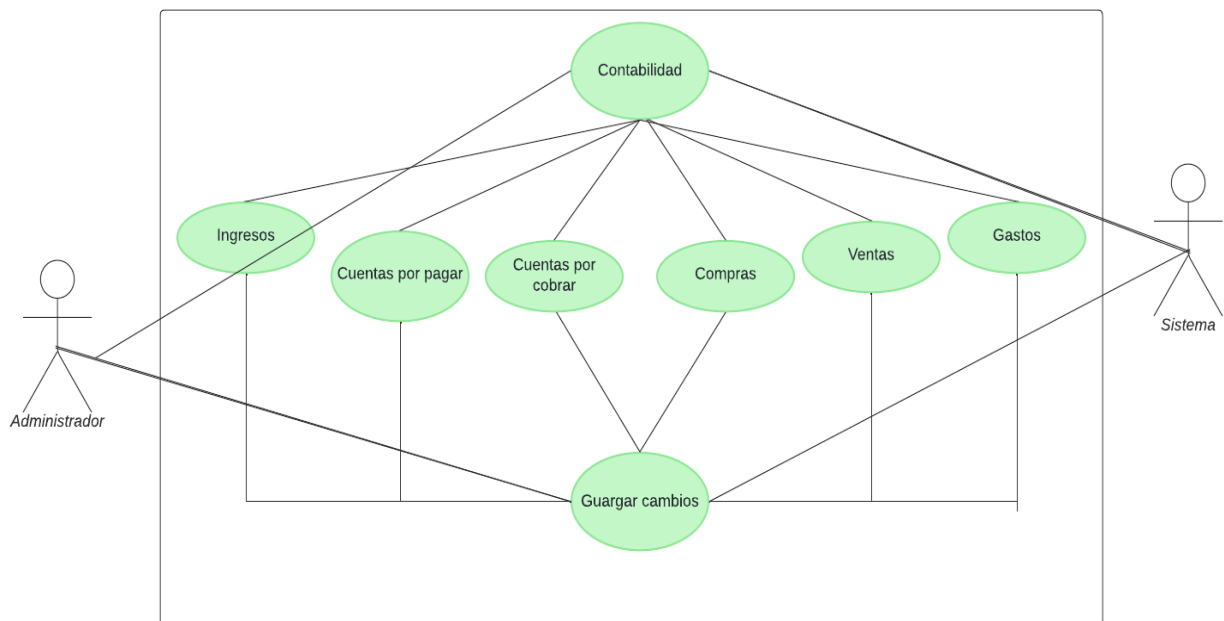 Contabilidad
Ingresos
Cuentas por pagar
Cuentas por
cobrar
Compras
Ventas
Gastos
Sistema
Administrador
Guargar cambios